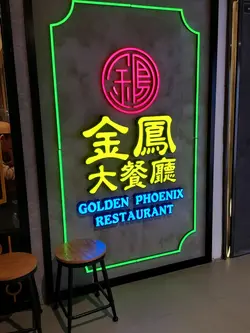 金鳳
大餐廳
GOLDEN PHOENIX
RESTAURANT